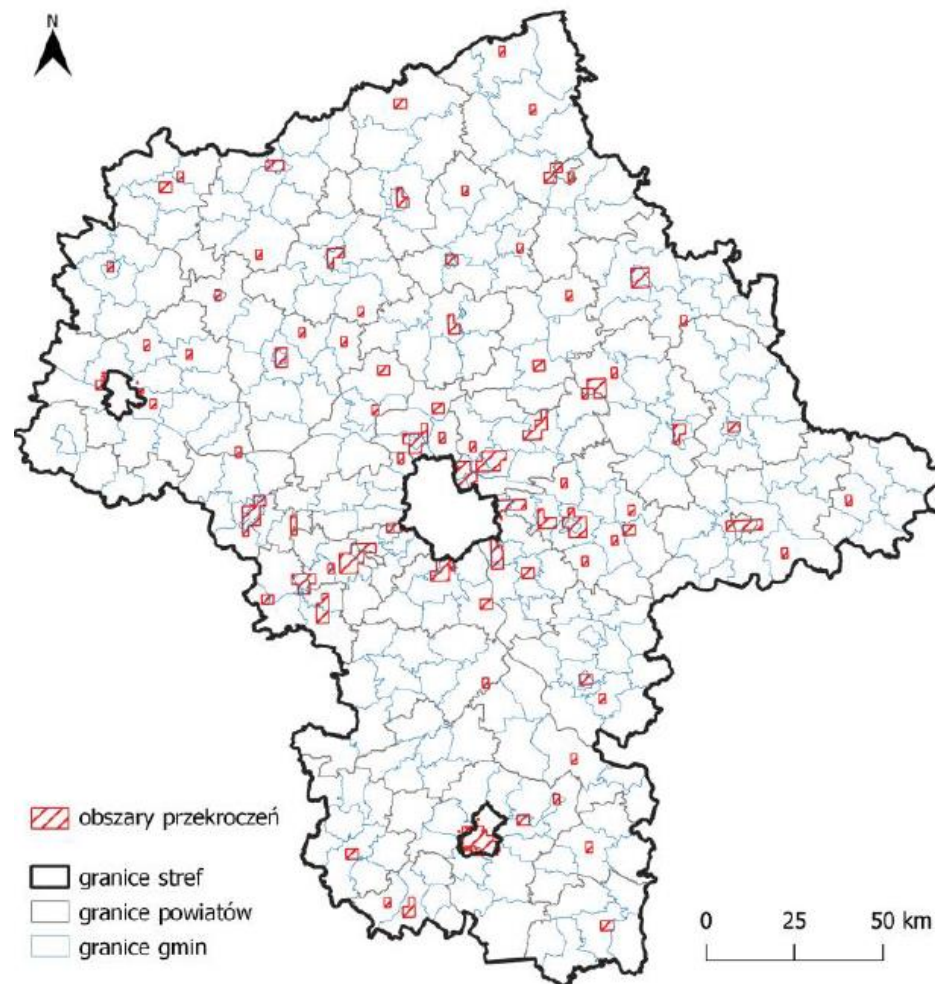 N
obszary przekroczeń
granice stref
granice powiatów
granice gmin
0 25 50 km